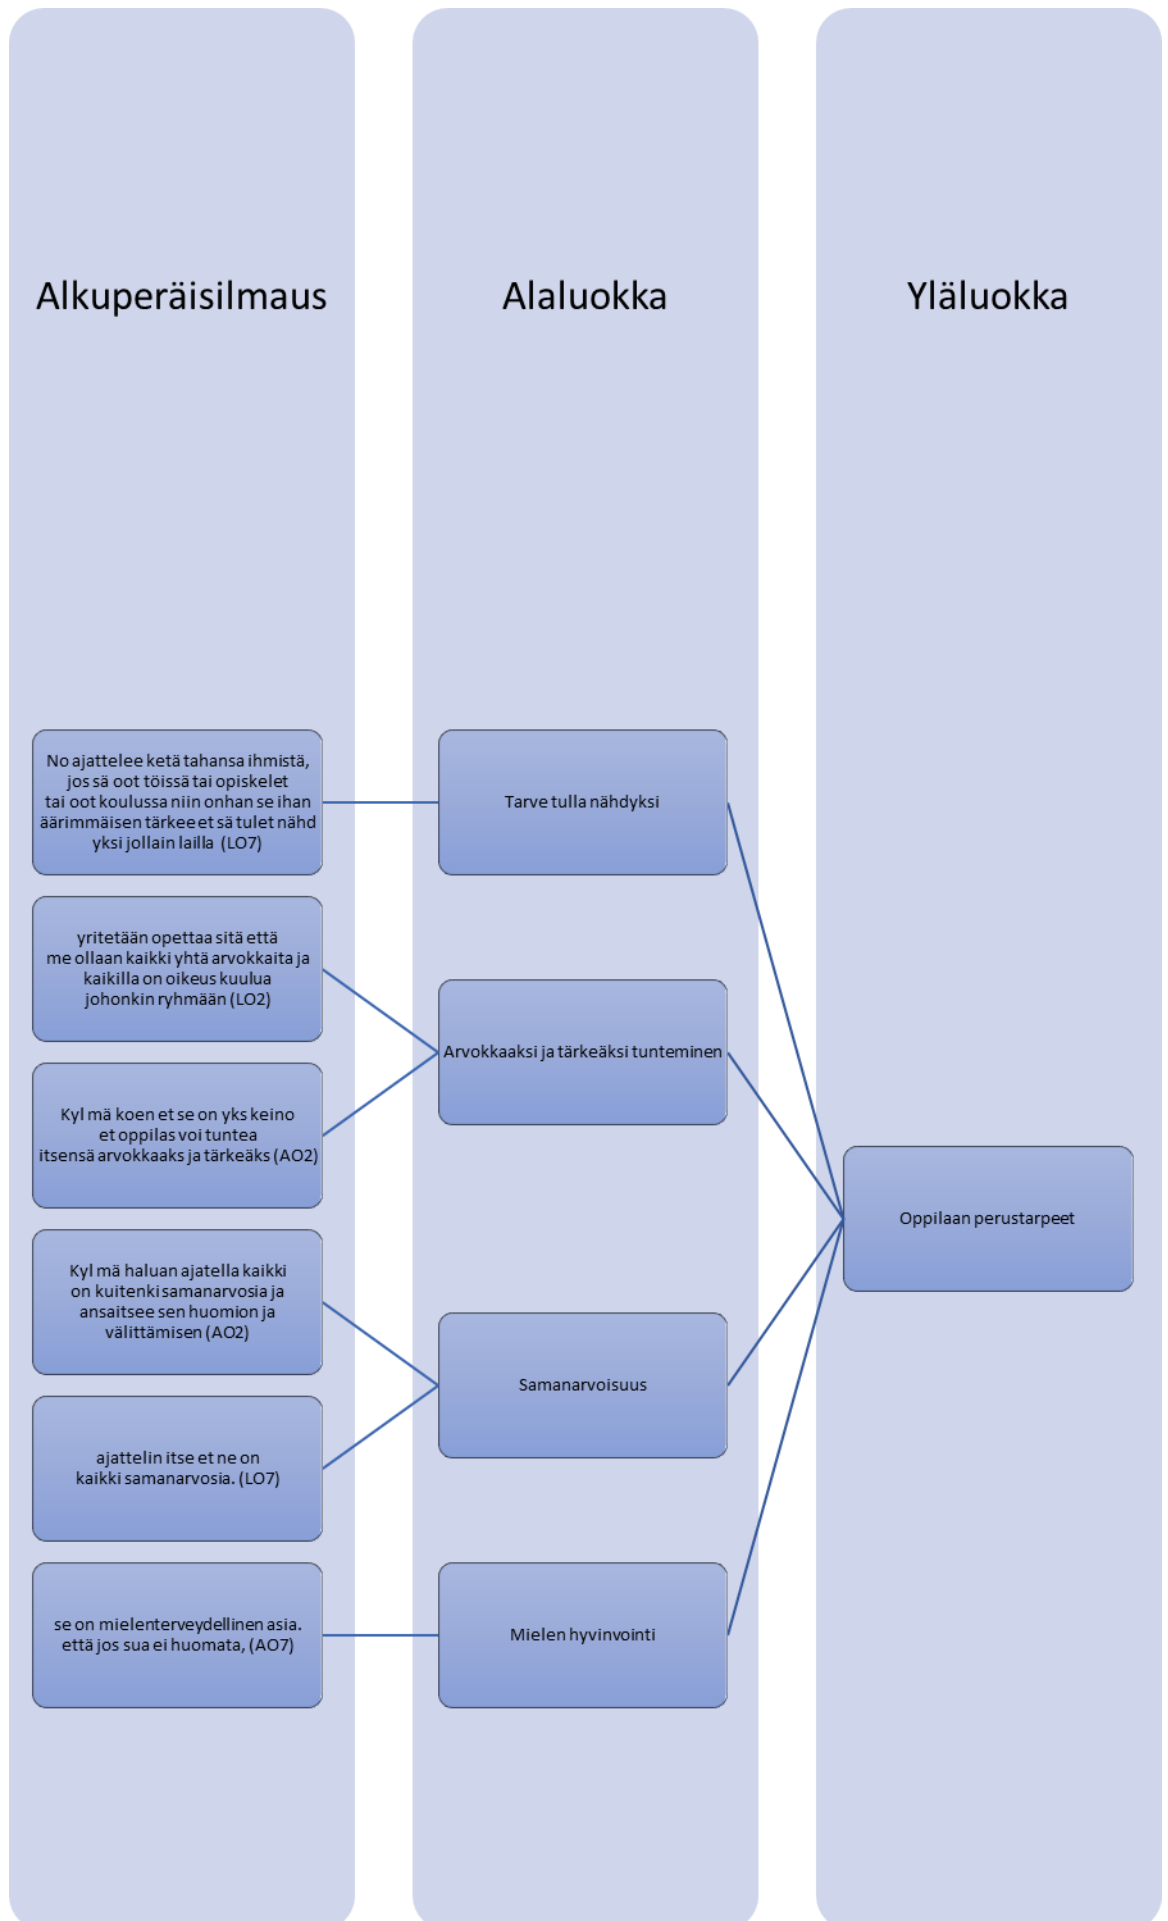 Alkuperäisilmaus
Alaluokka
Yläluokka
No ajattelee ketä tahansa ihmistä,
jos sä oot töissä tai opiskelet
tai oot koulussa niin onhan se ihan
äärimmäisen tärkee et sä tulet nähd
yksi jollain lailla (LO7)
Tarve tulla nähdyksi
yritetään opettaa sitä että
me ollaan kaikki yhtä arvokkaita ja
kaikilla on oikeus kuulua
johonkin ryhmään (LO2)
Arvokkaaksi ja tärkeäksi tunteminen
Kyl mä koen et se on yks keino
et oppilas voi tuntea
itsensä arvokkaaks ja tärkeäks (AO2)
Oppilaan perustarpeet
Kyl mä haluan ajatella kaikki
on kuitenki samanarvosia ja
ansaitsee sen huomion ja
välittämisen (AO2)
Samanarvoisuus
ajattelin itse et ne on
kaikki samanarvosia. (LO7)
se on mielenterveydellinen asia.
että jos sua ei huomata, (AO7)
Mielen hyvinvointi